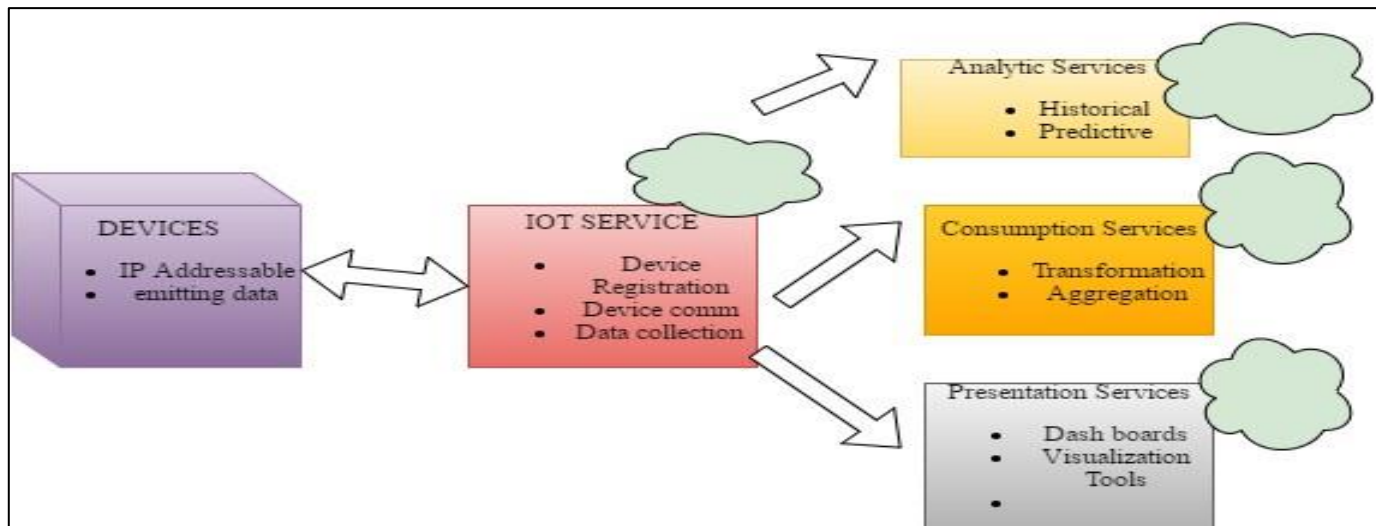 DEVICES
• IP Addressable
• emitting data
IOT SERVICE
• Device
Registration
• Device comm
• Data collection
Analytic Services
• Historical
• Predictive
Consumption Services
• Transformation
• Aggregation
Presentation Services
• Dash boards
• Visualization
Tools
•